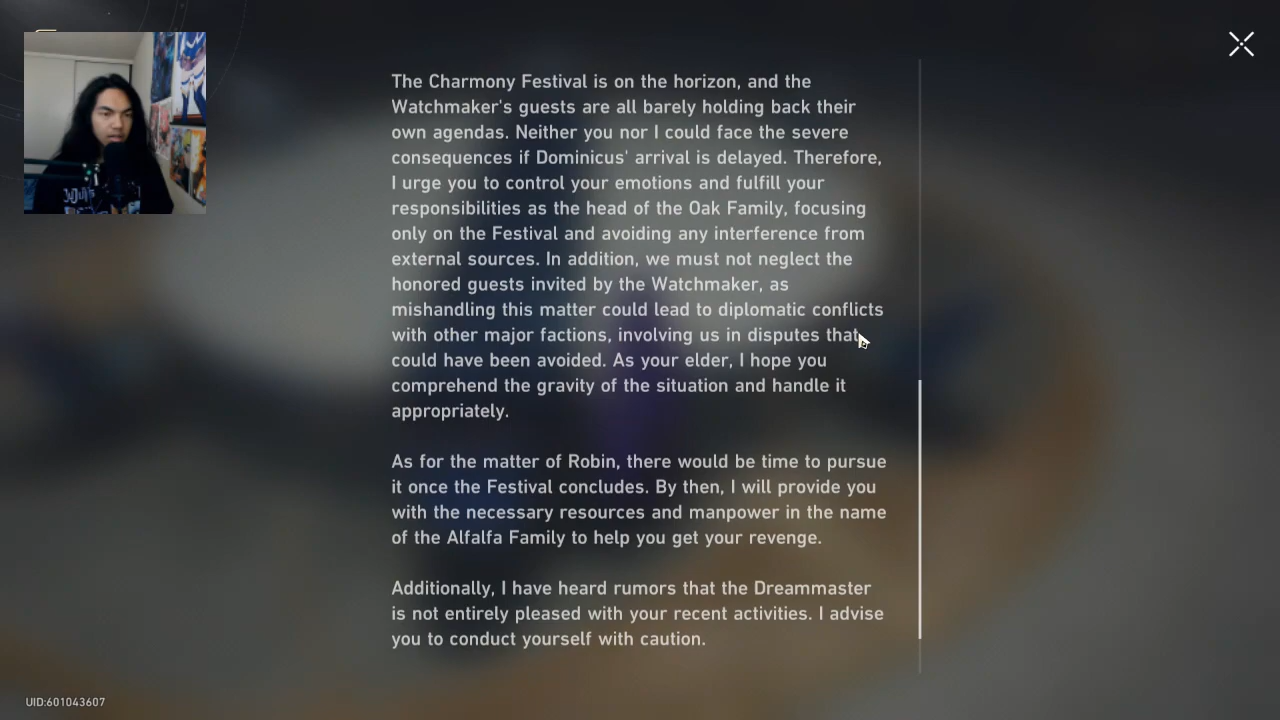 The Charmony Festival is on the horizon, and the
Watchmaker's guests are all barely holding back their
own agendas. Neither you nor I could face the severe
consequences if Dominicus' arrival is delayed. Therefore,
I urge you to control your emotions and fulfill your
responsibilities as the head of the Oak Family, focusing
only on the Festival and avoiding any interference from
external sources. In addition, we must not neglect the
honored guests invited by the Watchmaker, as
mishandling this matter could lead to diplomatic conflicts
with other major factions, involving us in disputes that
could have been avoided. As your elder, I hope you
comprehend the gravity of the situation and handle it
appropriately.
As for the matter of Robin, there would be time to pursue
it once the Festival concludes. By then, I will provide you
with the necessary resources and manpower in the name
of the Alfalfa Family to help you get your revenge.
Additionally, I have heard rumors that the Dreammaster
is not entirely pleased with your recent activities. I advise
you to conduct yourself with caution.
UID:601043607